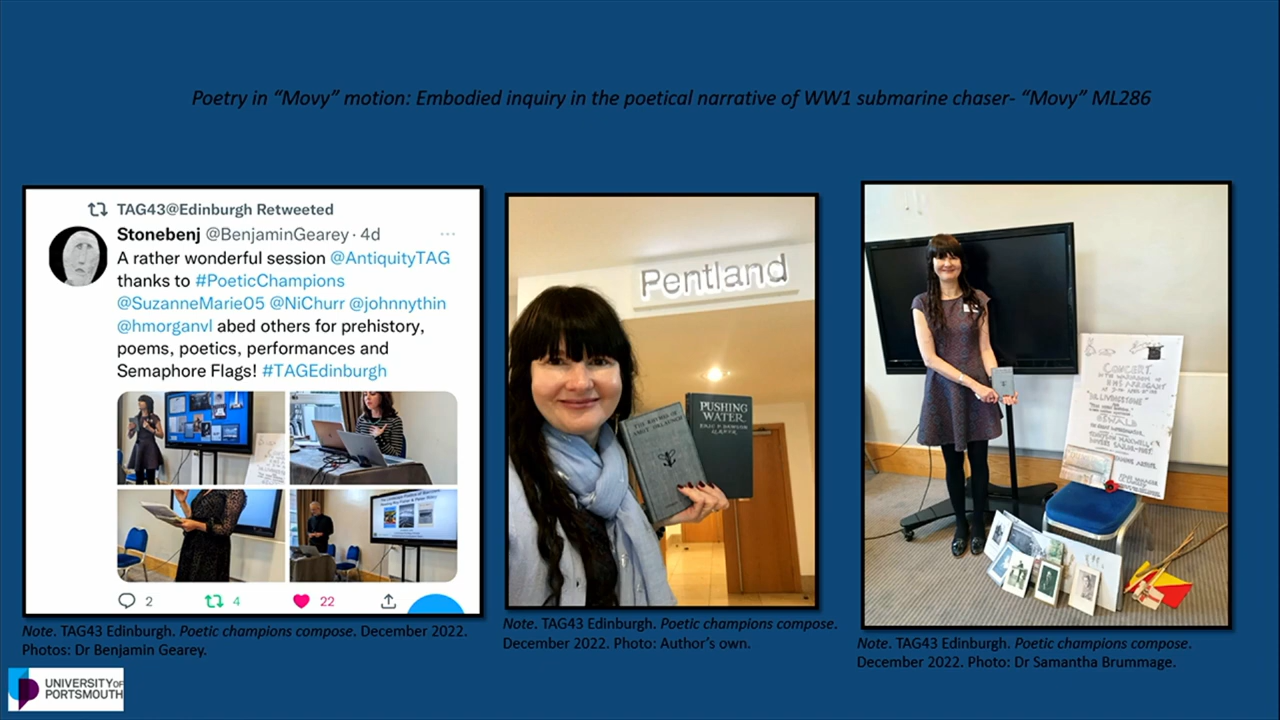 Poetry in “Movy” motion: Embodied inquiry in the poetical narrative of WW1 submarine chaser- “Movy” ML286
TAG43@Edinburgh Retweeted
Stonebenj @BenjaminGearey · 4d
A rather wonderful session @AntiquityTAG
thanks to #PoeticChampions
@SuzanneMarie05 @NiChurr @johnnythin
@hmorganvl abed others for prehistory,
poems, poetics, performances and
Semaphore Flags! #TAGEdinburgh
2 4 22
Note. TAG43 Edinburgh. Poetic champions compose. December 2022.
Photos: Dr Benjamin Gearey.
Pentland
PUSHING
WATER
Note. TAG43 Edinburgh. Poetic champions compose.
December 2022. Photo: Author’s own.
CONCERT
Note. TAG43 Edinburgh. Poetic champions compose.
December 2022. Photo: Dr Samantha Brummage.
UNIVERSITY OF
PORTSMOUTH